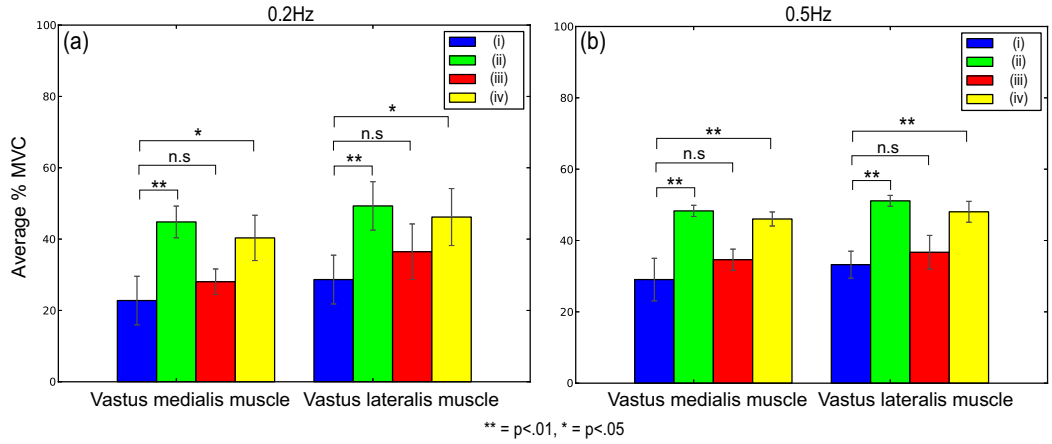 0.2Hz
(a)
(i)
(ii)
(iii)
(iv)
100
80
60
40
20
0
Average % MVC
*
n.s
**
*
n.s
**
Vastus medialis muscle
Vastus lateralis muscle
0.5Hz
(b)
(i)
(ii)
(iii)
(iv)
100
80
60
40
20
0
**
n.s
**
**
n.s
**
Vastus medialis muscle
Vastus lateralis muscle
** = p<.01, * = p<.05